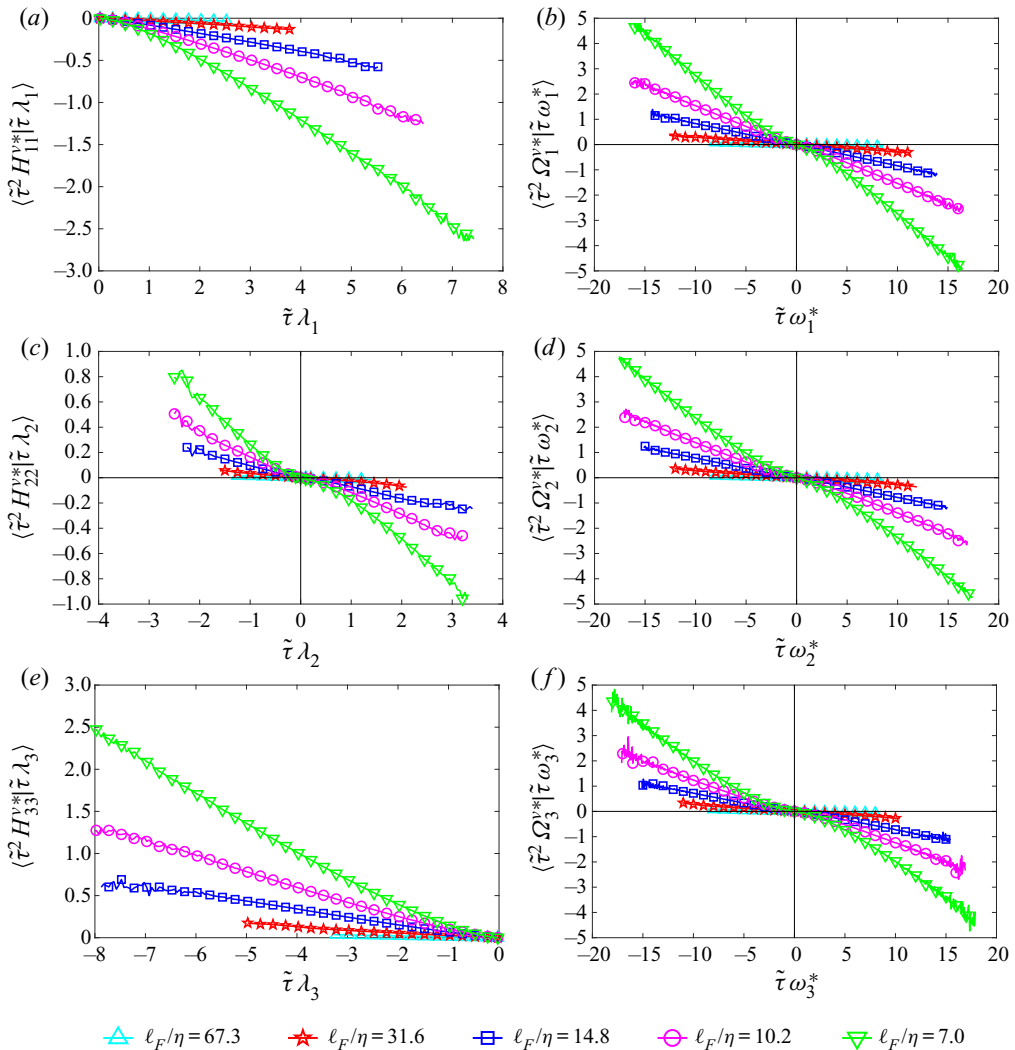 (a)
0
−0.5
−1.0
−1.5
−2.0
−2.5
−3.0
⟨τ̃² H₁₁^{v*}|τ̃ λ₁⟩
0 1 2 3 4 5 6 7 8
τ̃ λ₁
(b)
5
4
3
2
1
0
−1
−2
−3
−4
5
⟨τ̃² Ω₁^{v*}|τ̃ ω₁*⟩
−20 −15 −10 −5 0 5 10 15 20
τ̃ ω₁*
(c)
1.0
0.8
0.6
0.4
0.2
0
−0.2
−0.4
−0.6
−0.8
−1.0
⟨τ̃² H₂₂^{v*}|τ̃ λ₂⟩
−4 −3 −2 −1 0 1 2 3 4
τ̃ λ₂
(d)
5
4
3
2
1
0
−1
−2
−3
−4
5
⟨τ̃² Ω₂^{v*}|τ̃ ω₂*⟩
−20 −15 −10 −5 0 5 10 15 20
τ̃ ω₂*
(e)
3.0
2.5
2.0
1.5
1.0
0.5
0
⟨τ̃² H₃₃^{v*}|τ̃ λ₃⟩
−8 −7 −6 −5 −4 −3 −2 −1 0
τ̃ λ₃
(f)
5
4
3
2
1
0
−1
−2
−3
−4
5
⟨τ̃² Ω₃^{v*}|τ̃ ω₃*⟩
−20 −15 −10 −5 0 5 10 15 20
τ̃ ω₃*
ℓ_F/η = 67.3 ℓ_F/η = 31.6 ℓ_F/η = 14.8 ℓ_F/η = 10.2 ℓ_F/η = 7.0